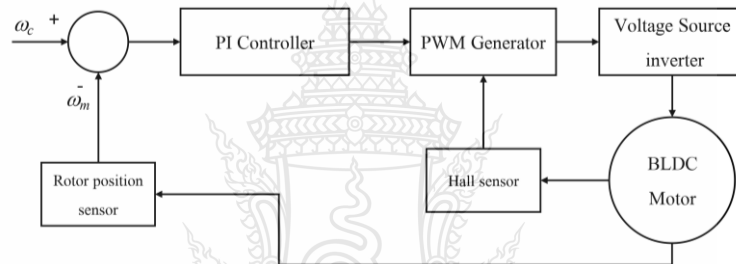 ω_c +
PI Controller
PWM Generator
Voltage Source
inverter
-
ω_m
Rotor position
sensor
Hall sensor
BLDC
Motor